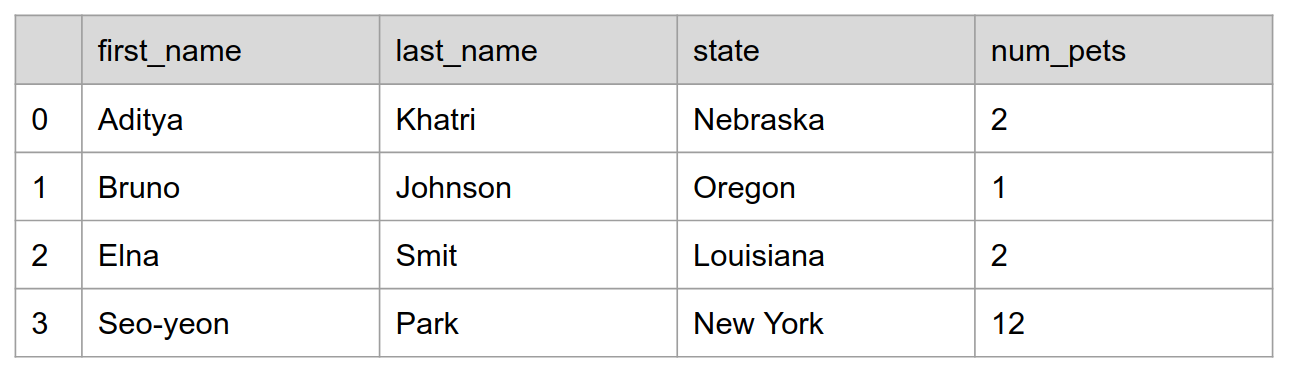 first_name last_name state num_pets
0 Aditya Khatri Nebraska 2
1 Bruno Johnson Oregon 1
2 Elna Smit Louisiana 2
3 Seo-yeon Park New York 12